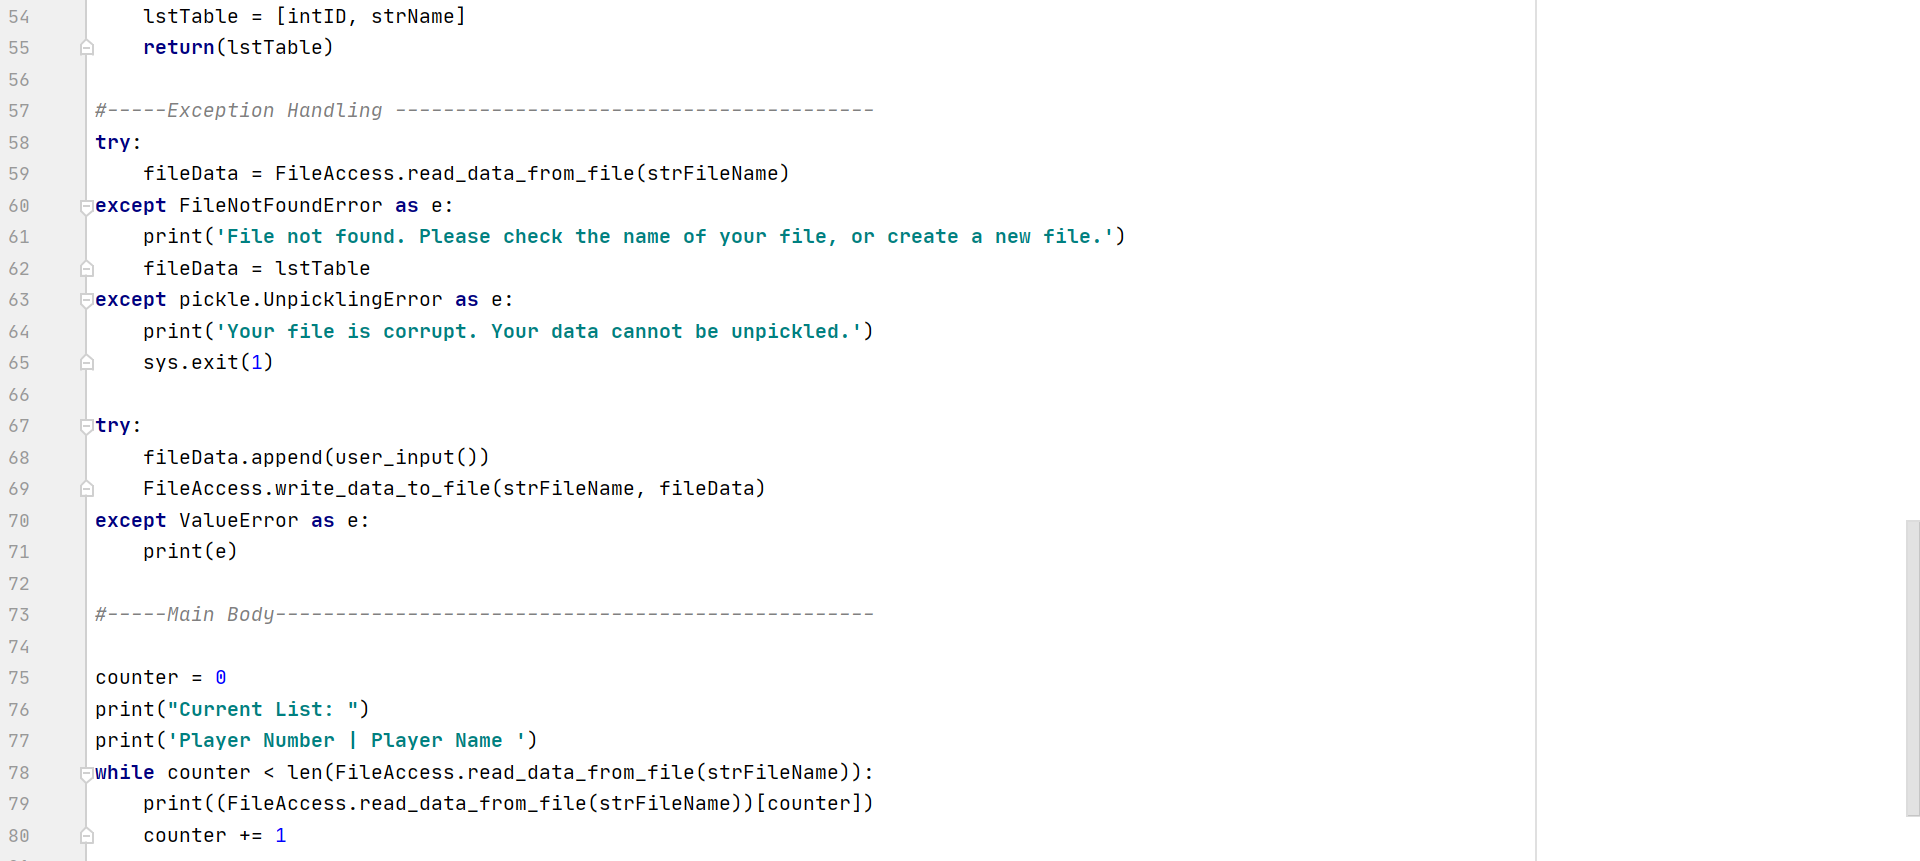 54 lstTable = [intID, strName]
55 return(lstTable)
56
57 #-----Exception Handling ----------------------------------------
58 try:
59 fileData = FileAccess.read_data_from_file(strFileName)
60 except FileNotFoundError as e:
61 print('File not found. Please check the name of your file, or create a new file.')
62 fileData = lstTable
63 except pickle.UnpicklingError as e:
64 print('Your file is corrupt. Your data cannot be unpickled.')
65 sys.exit(1)
66
67 try:
68 fileData.append(user_input())
69 FileAccess.write_data_to_file(strFileName, fileData)
70 except ValueError as e:
71 print(e)
72
73 #-----Main Body--------------------------------------------------
74
75 counter = 0
76 print("Current List: ")
77 print('Player Number | Player Name ')
78 while counter < len(FileAccess.read_data_from_file(strFileName)):
79 print((FileAccess.read_data_from_file(strFileName))[counter])
80 counter += 1